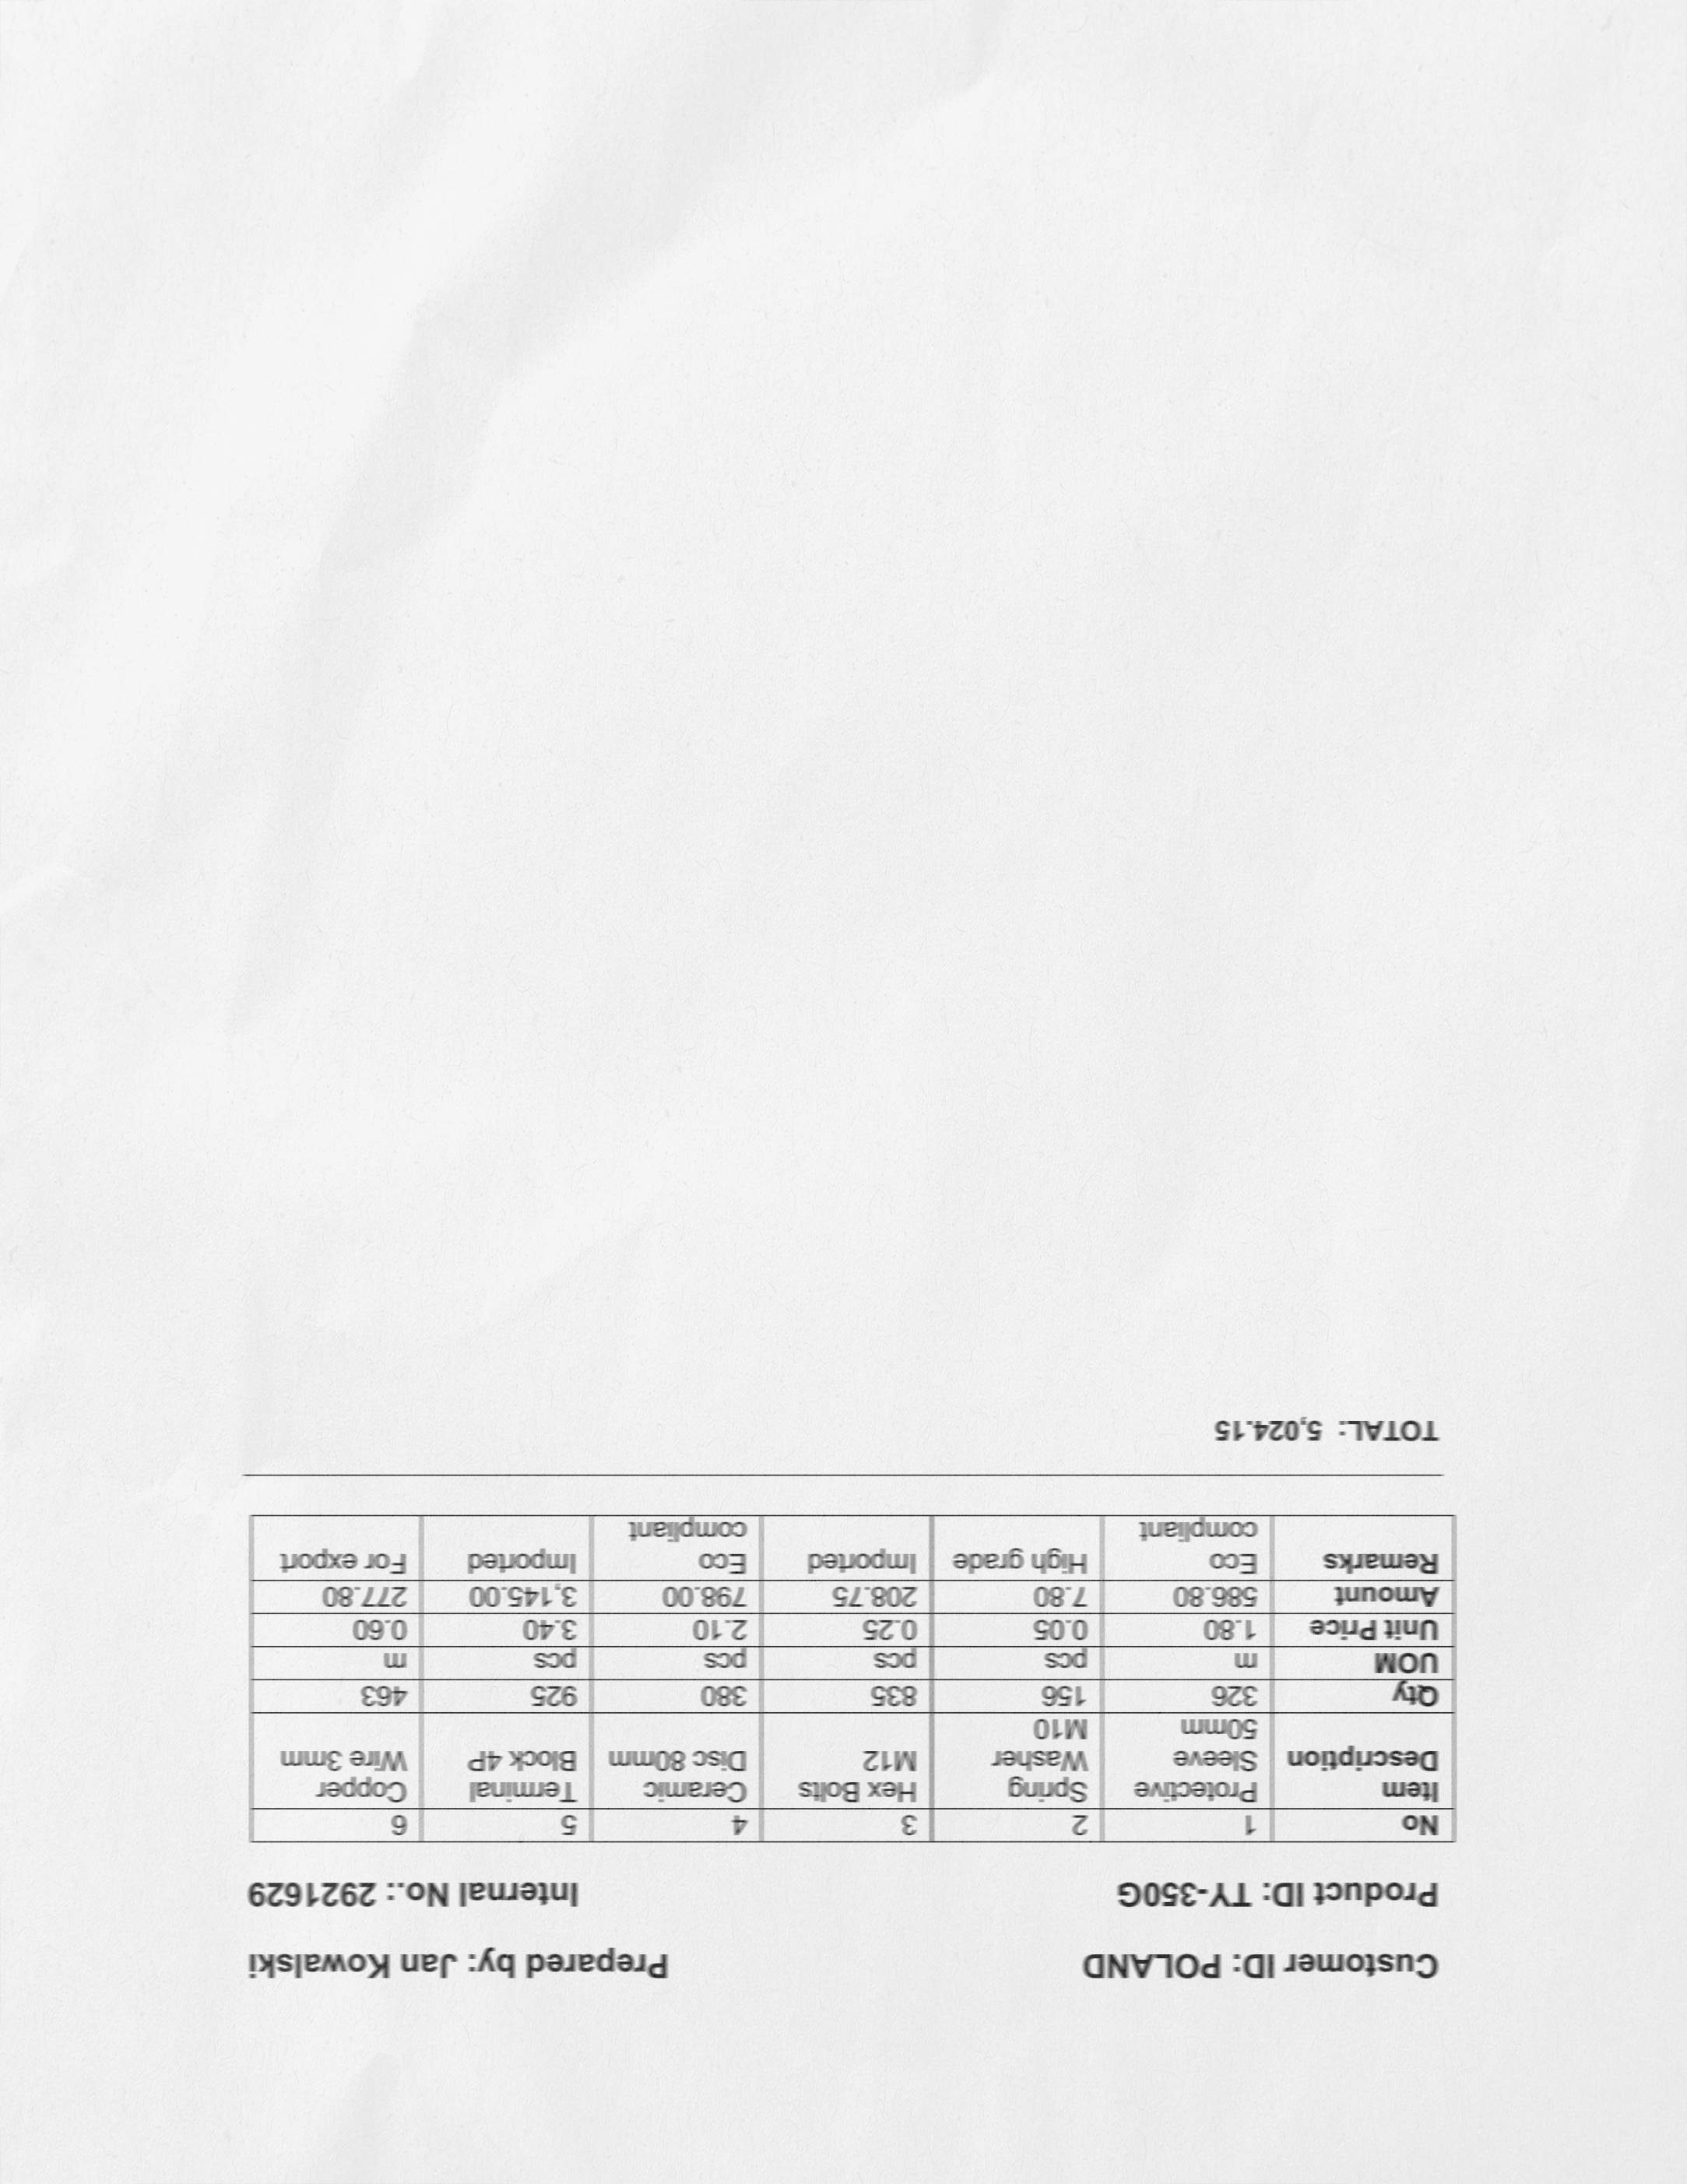 Customer ID: POLAND Prepared by: Jan Kowalski
Product ID: TY-350G Internal No.: 2921629
No 1 2 3 4 5 6
Item Description Protective Sleeve 50mm Spring Washer M10 Hex Bolts M12 Ceramic Disc 80mm Terminal Block 4P Copper Wire 3mm
Qty 326 156 835 380 925 463
UOM m pcs pcs pcs pcs m
Unit Price 1.80 0.05 0.25 2.10 3.40 0.60
Amount 586.80 7.80 208.75 798.00 3,145.00 277.80
Remarks Eco compliant High grade Imported Eco compliant Imported For export
TOTAL: 5,024.15